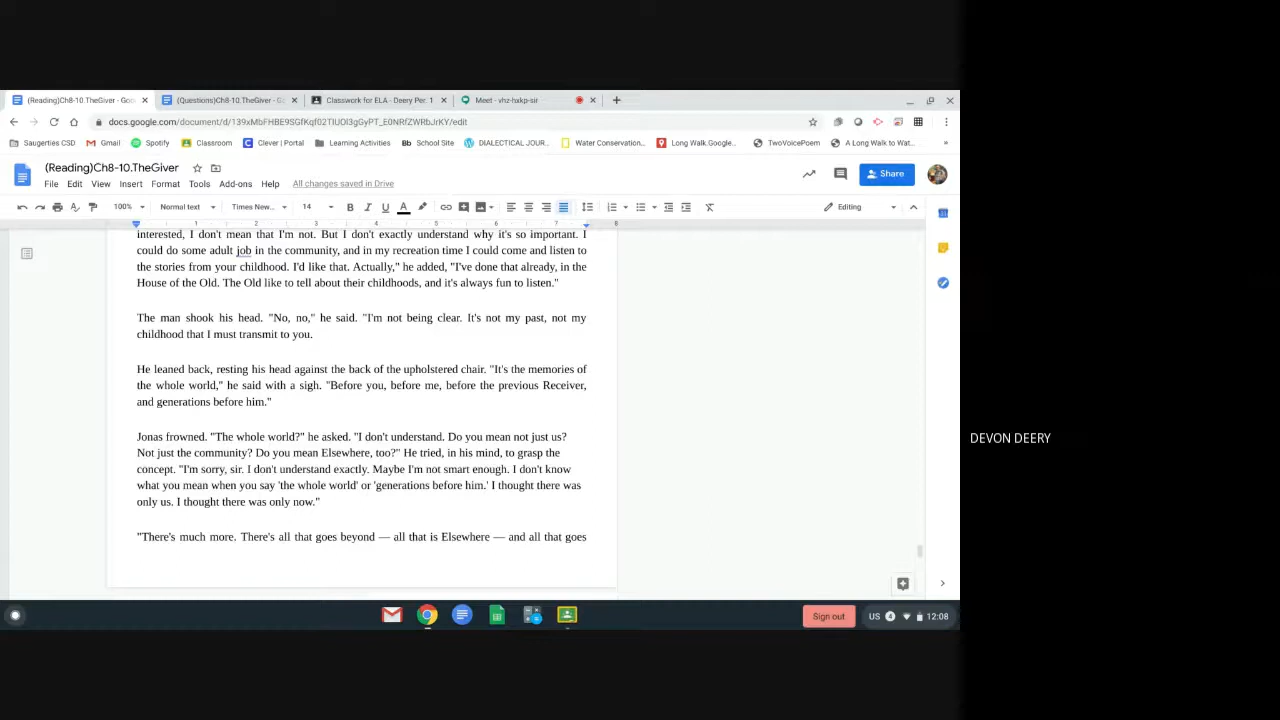 (Reading)Ch8-10.TheGiver - Goo
(Questions)Ch8-10.TheGiver - G
Classwork for ELA - Deery Per. 1
Meet - vhz-hxkp-sir
docs.google.com/document/d/139xMbFHBE9SGfKqf02TIUOl3gGyPT_E0NRfZWRbJrKY/edit
Saugerties CSD Gmail Spotify Classroom Clever | Portal Learning Activities Bb School Site DIALECTICAL JOUR... Water Conservation... Long Walk.Google... TwoVoicePoem A Long Walk to Wat... »
(Reading)Ch8-10.TheGiver
Share
File Edit View Insert Format Tools Add-ons Help All changes saved in Drive
100% Normal text Times New... 14 B I U A Editing
1 2 3 4 5 6 7 8
interested, I don't mean that I'm not. But I don't exactly understand why it's so important. I
could do some adult job in the community, and in my recreation time I could come and listen to
the stories from your childhood. I'd like that. Actually," he added, "I've done that already, in the
House of the Old. The Old like to tell about their childhoods, and it's always fun to listen."
The man shook his head. "No, no," he said. "I'm not being clear. It's not my past, not my
childhood that I must transmit to you.
He leaned back, resting his head against the back of the upholstered chair. "It's the memories of
the whole world," he said with a sigh. "Before you, before me, before the previous Receiver,
and generations before him."
Jonas frowned. "The whole world?" he asked. "I don't understand. Do you mean not just us?
Not just the community? Do you mean Elsewhere, too?" He tried, in his mind, to grasp the
concept. "I'm sorry, sir. I don't understand exactly. Maybe I'm not smart enough. I don't know
what you mean when you say 'the whole world' or 'generations before him.' I thought there was
only us. I thought there was only now."
"There's much more. There's all that goes beyond — all that is Elsewhere — and all that goes
DEVON DEERY
Sign out
US 4 12:08